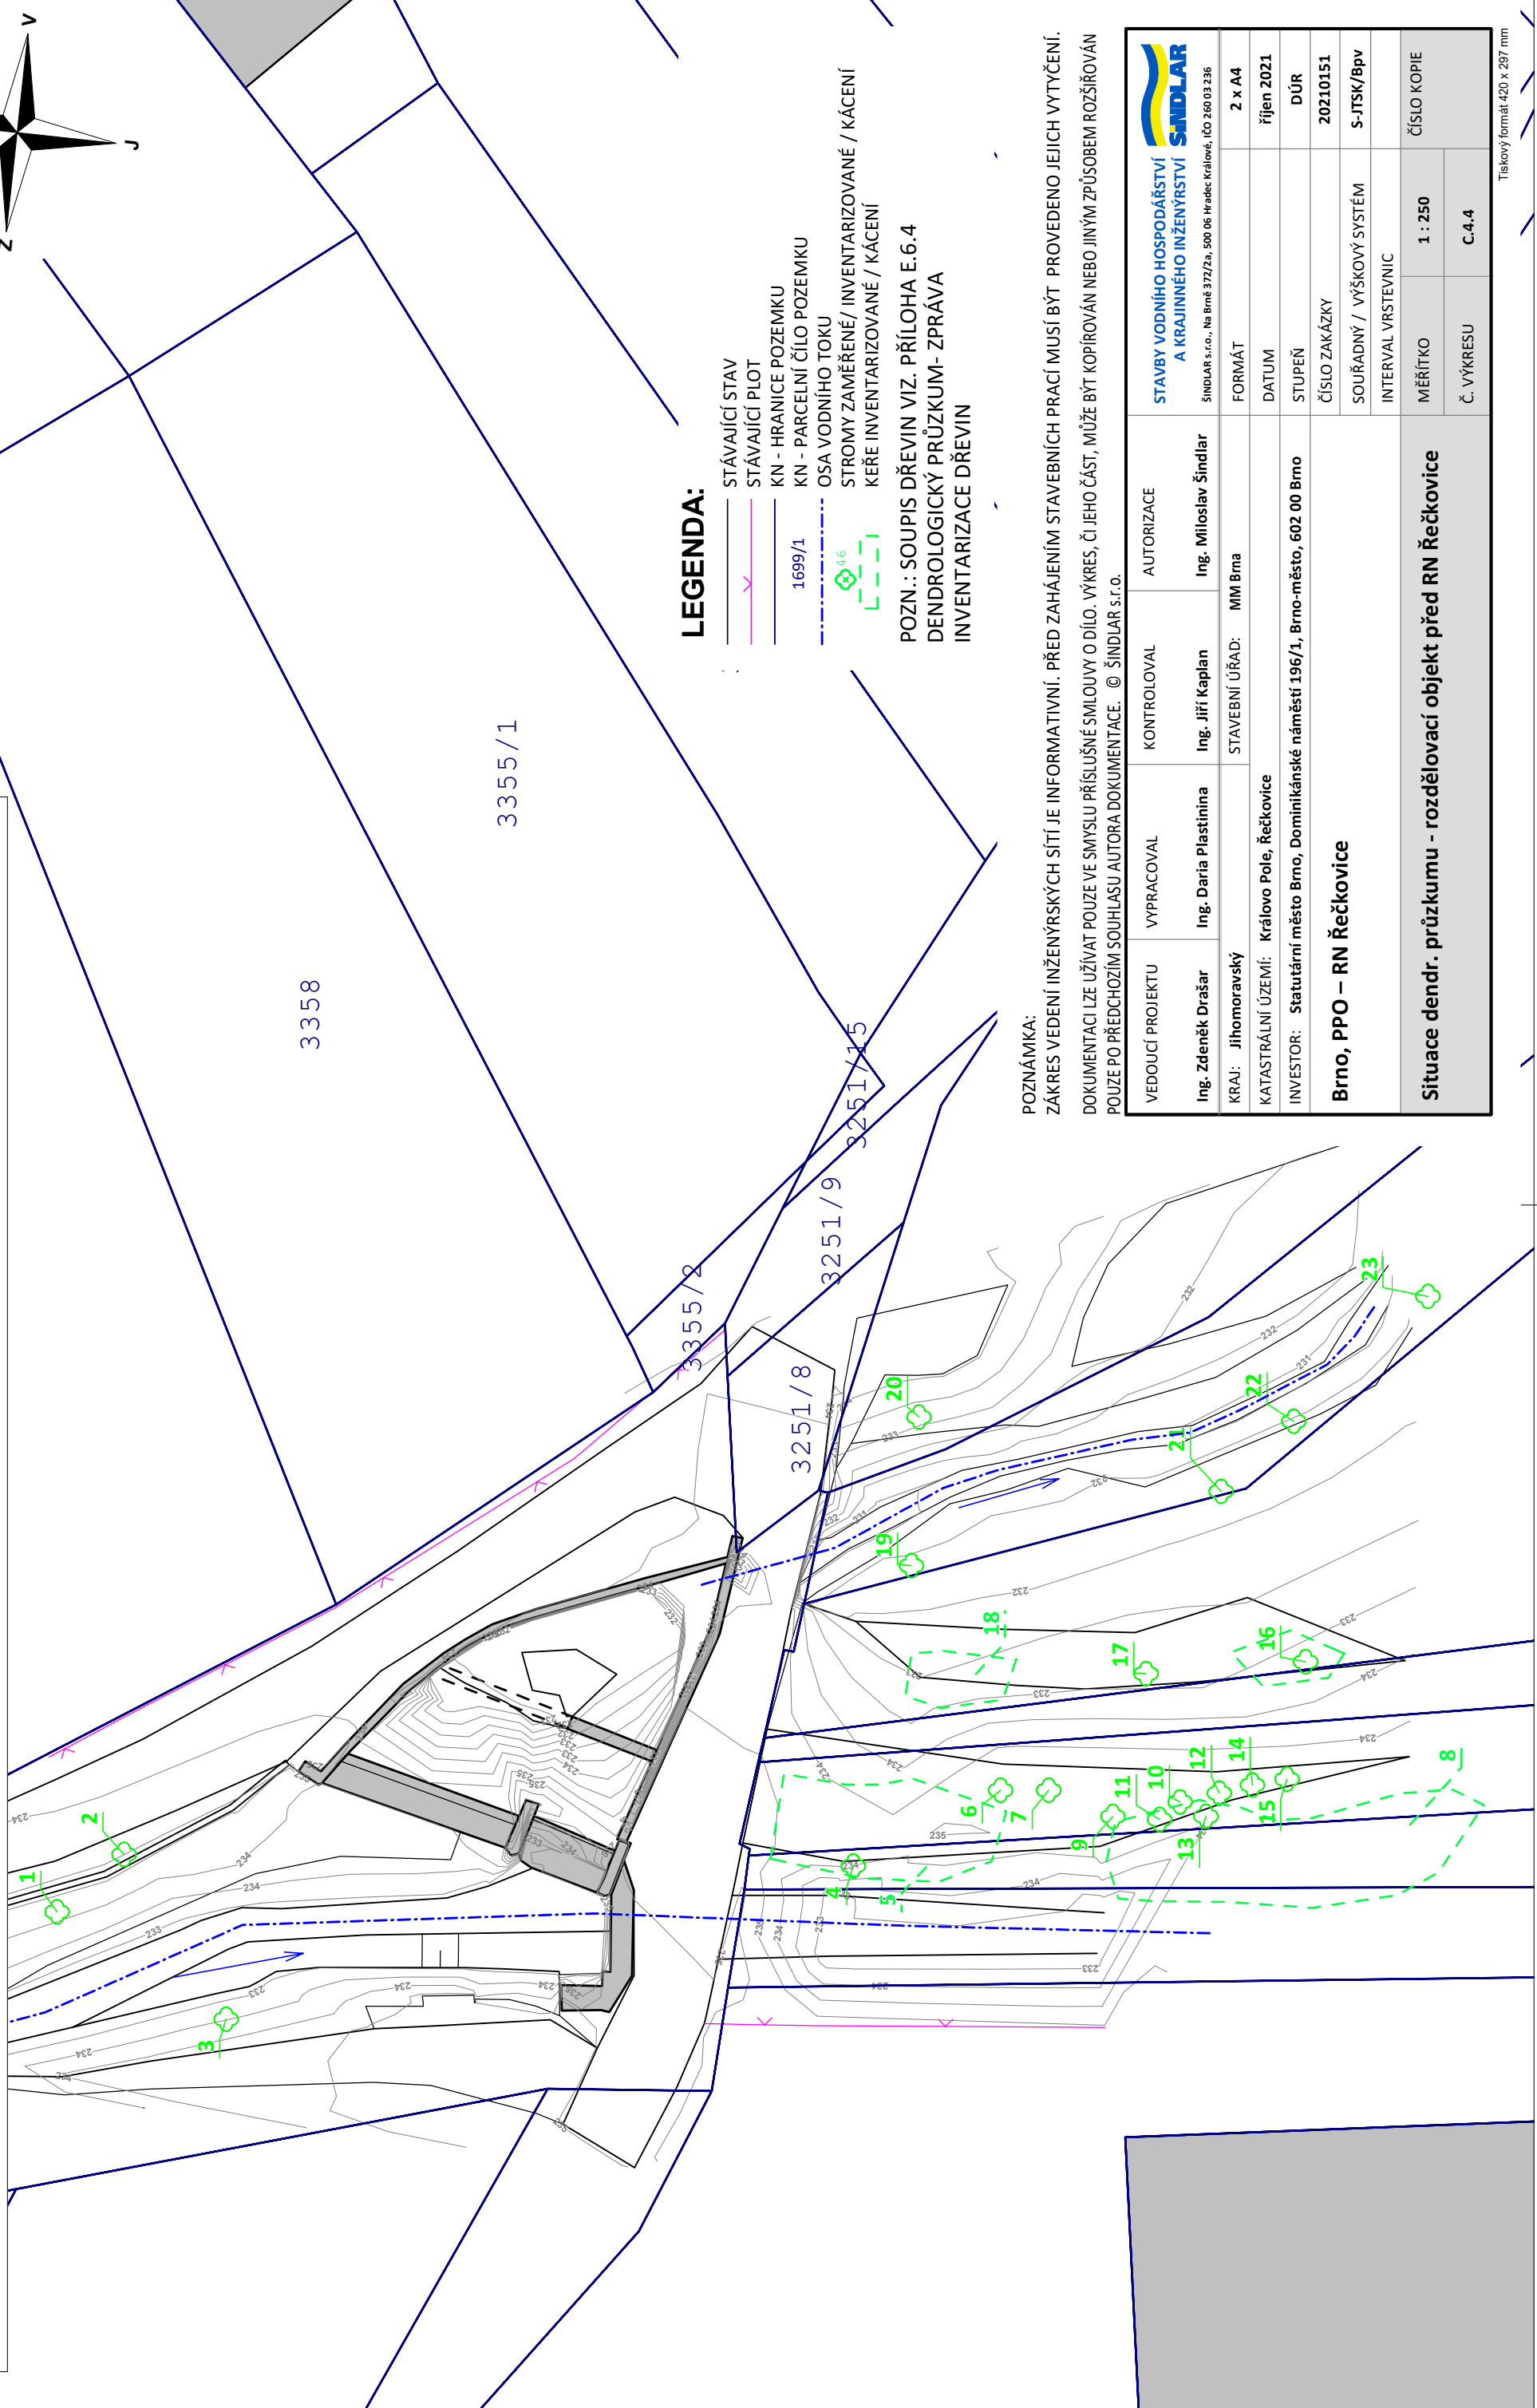 Z
V
J
3358
3355/1
3355/2
3251/15
3251/9
3251/8
1
2
3
4
5
6
7
8
9
10
11
12
13
14
15
16
17
18
19
20
21
22
23
LEGENDA:
STÁVAJÍCÍ STAV
STÁVAJÍCÍ PLOT
KN - HRANICE POZEMKU
1699/1 KN - PARCELNÍ ČÍLO POZEMKU
OSA VODNÍHO TOKU
46 STROMY ZAMĚŘENÉ/ INVENTARIZOVANÉ / KÁCENÍ
KEŘE INVENTARIZOVANÉ / KÁCENÍ
POZN.: SOUPIS DŘEVIN VIZ. PŘÍLOHA E.6.4
DENDROLOGICKÝ PRŮZKUM- ZPRÁVA
INVENTARIZACE DŘEVIN
POZNÁMKA:
ZÁKRES VEDENÍ INŽENÝRSKÝCH SÍTÍ JE INFORMATIVNÍ. PŘED ZAHÁJENÍM STAVEBNÍCH PRACÍ MUSÍ BÝT PROVEDENO JEJICH VYTYČENÍ.
DOKUMENTACI LZE UŽÍVAT POUZE VE SMYSLU PŘÍSLUŠNÉ SMLOUVY O DÍLO. VÝKRES, ČI JEHO ČÁST, MŮŽE BÝT KOPÍROVÁN NEBO JINÝM ZPŮSOBEM ROZŠIŘOVÁN
POUZE PO PŘEDCHOZÍM SOUHLASU AUTORA DOKUMENTACE. © ŠINDLAR s.r.o.
VEDOUCÍ PROJEKTU VYPRACOVAL KONTROLOVAL AUTORIZACE
Ing. Zdeněk Drašar Ing. Daria Plastinina Ing. Jiří Kaplan Ing. Miloslav Šindlar
STAVBY VODNÍHO HOSPODÁŘSTVÍ
A KRAJINNÉHO INŽENÝRSTVÍ
ŠINDLAR
ŠINDLAR s.r.o., Na Brně 372/2a, 500 06 Hradec Králové, IČO 260 03 236
KRAJ: Jihomoravský STAVEBNÍ ÚŘAD: MM Brna
KATASTRÁLNÍ ÚZEMÍ: Královo Pole, Řečkovice
INVESTOR: Statutární město Brno, Dominikánské náměstí 196/1, Brno-město, 602 00 Brno
Brno, PPO – RN Řečkovice
Situace dendr. průzkumu - rozdělovací objekt před RN Řečkovice
FORMÁT 2 x A4
DATUM říjen 2021
STUPEŇ DÚR
ČÍSLO ZAKÁZKY 20210151
SOUŘADNÝ / VÝŠKOVÝ SYSTÉM S-JTSK/Bpv
INTERVAL VRSTEVNIC
MĚŘÍTKO 1 : 250 ČÍSLO KOPIE
Č. VÝKRESU C.4.4
Tiskový formát 420 x 297 mm